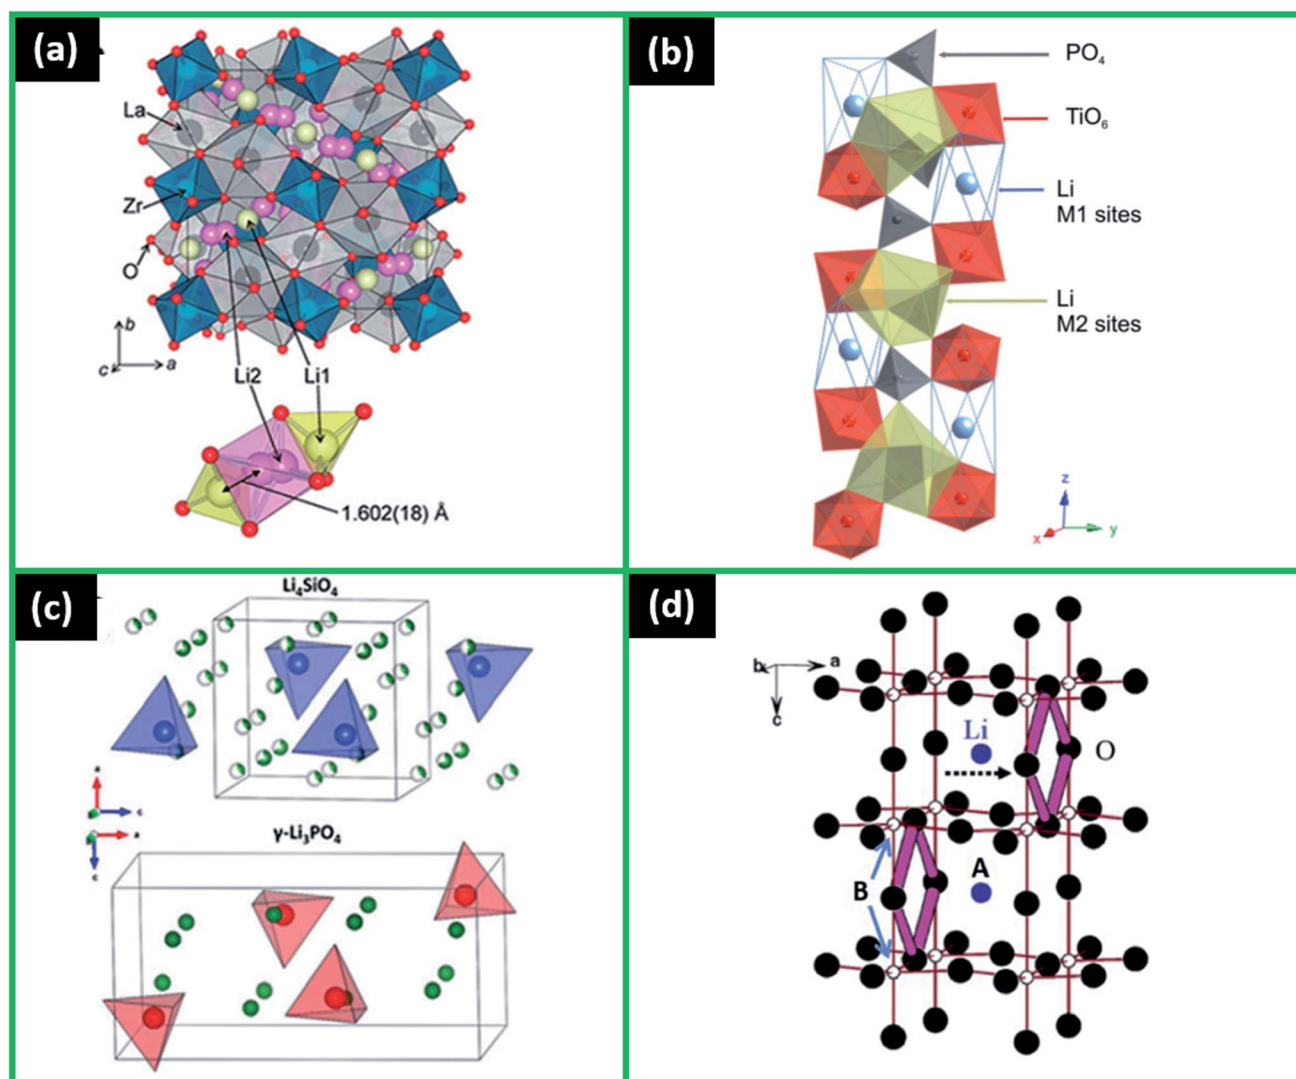 (a)
La
Zr
O
b
c
a
Li2
Li1
1.602(18) Å
(b)
PO₄
TiO₆
Li
M1 sites
Li
M2 sites
z
x
y
(c)
Li₄SiO₄
a
c
a
c
γ-Li₃PO₄
(d)
b
a
c
Li
O
A
B